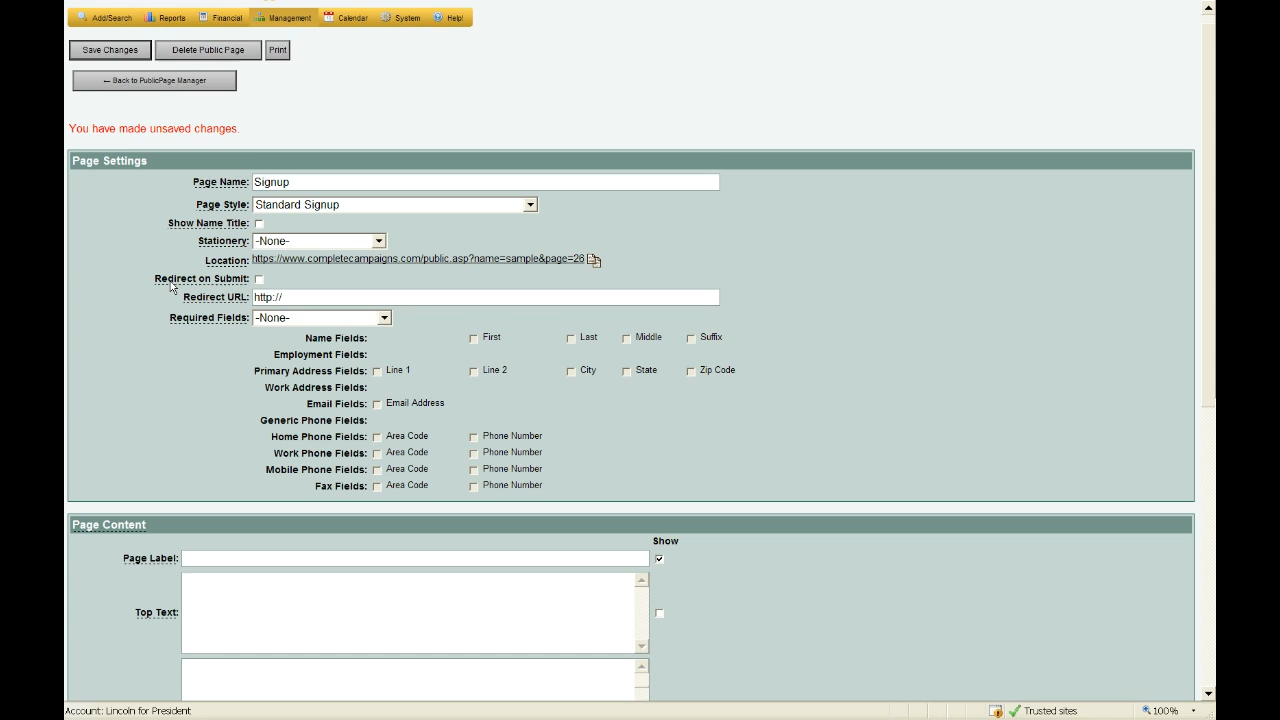 Add/Search Reports Financial Management Calendar System Help!
Save Changes Delete Public Page Print
← Back to PublicPage Manager
You have made unsaved changes.
Page Settings
Page Name: Signup
Page Style: Standard Signup
Show Name Title:
Stationery: -None-
Location: https://www.completecampaigns.com/public.asp?name=sample&page=26
Redirect on Submit:
Redirect URL: http://
Required Fields: -None-
Name Fields: First Last Middle Suffix
Employment Fields:
Primary Address Fields: Line 1 Line 2 City State Zip Code
Work Address Fields:
Email Fields: Email Address
Generic Phone Fields:
Home Phone Fields: Area Code Phone Number
Work Phone Fields: Area Code Phone Number
Mobile Phone Fields: Area Code Phone Number
Fax Fields: Area Code Phone Number
Page Content
Show
Page Label:
Top Text:
Account: Lincoln for President Trusted sites 100%